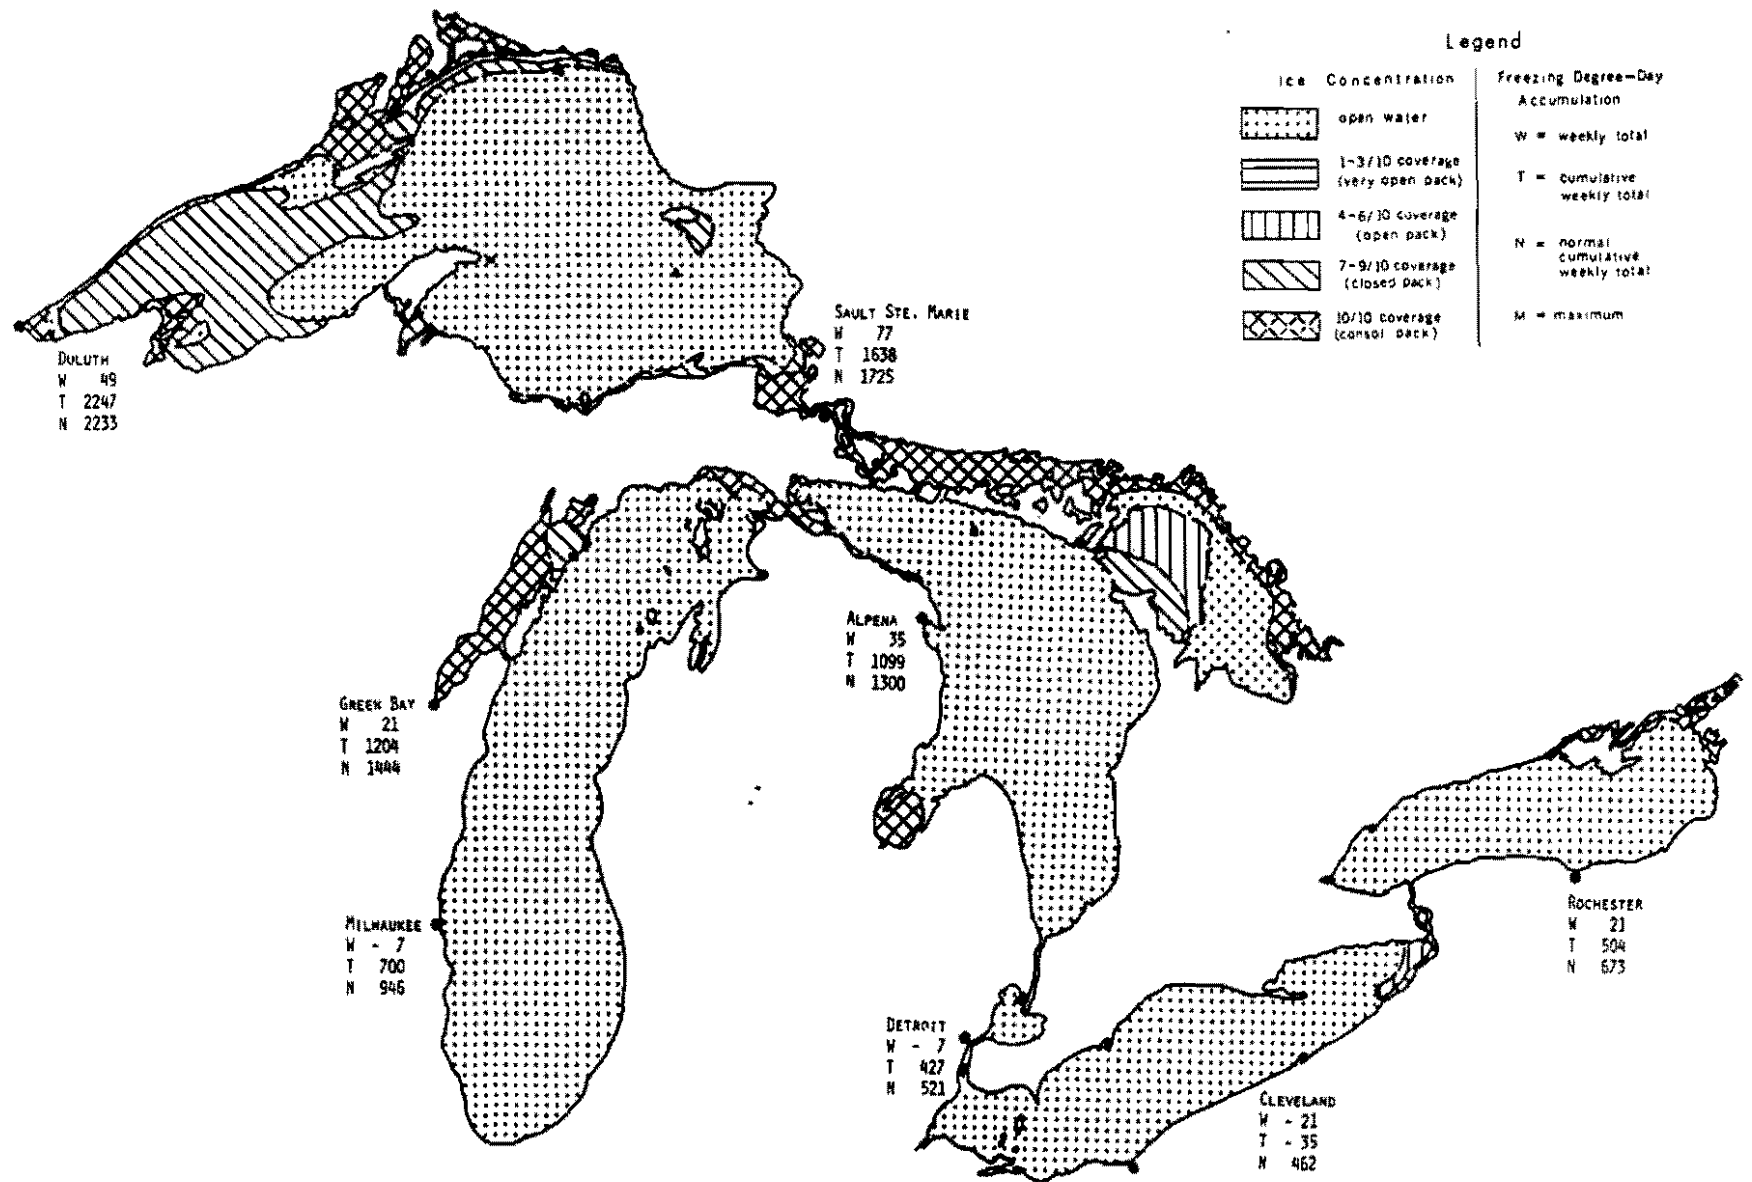 Legend
Ice Concentration
open water
1-3/10 coverage
(very open pack)
4-6/10 coverage
(open pack)
7-9/10 coverage
(closed pack)
10/10 coverage
(consol pack)
Freezing Degree-Day
Accumulation
W = weekly total
T = cumulative
weekly total
N = normal
cumulative
weekly total
M = maximum
SAULT STE. MARIE
W 77
T 1638
N 1725
DULUTH
W 49
T 2247
N 2233
ALPENA
W 35
T 1099
N 1300
GREEN BAY
W 21
T 1204
N 1444
MILWAUKEE
W - 7
T 700
N 946
ROCHESTER
W 21
T 504
N 673
DETROIT
W - 7
T 427
N 521
CLEVELAND
W - 21
T - 35
N 462